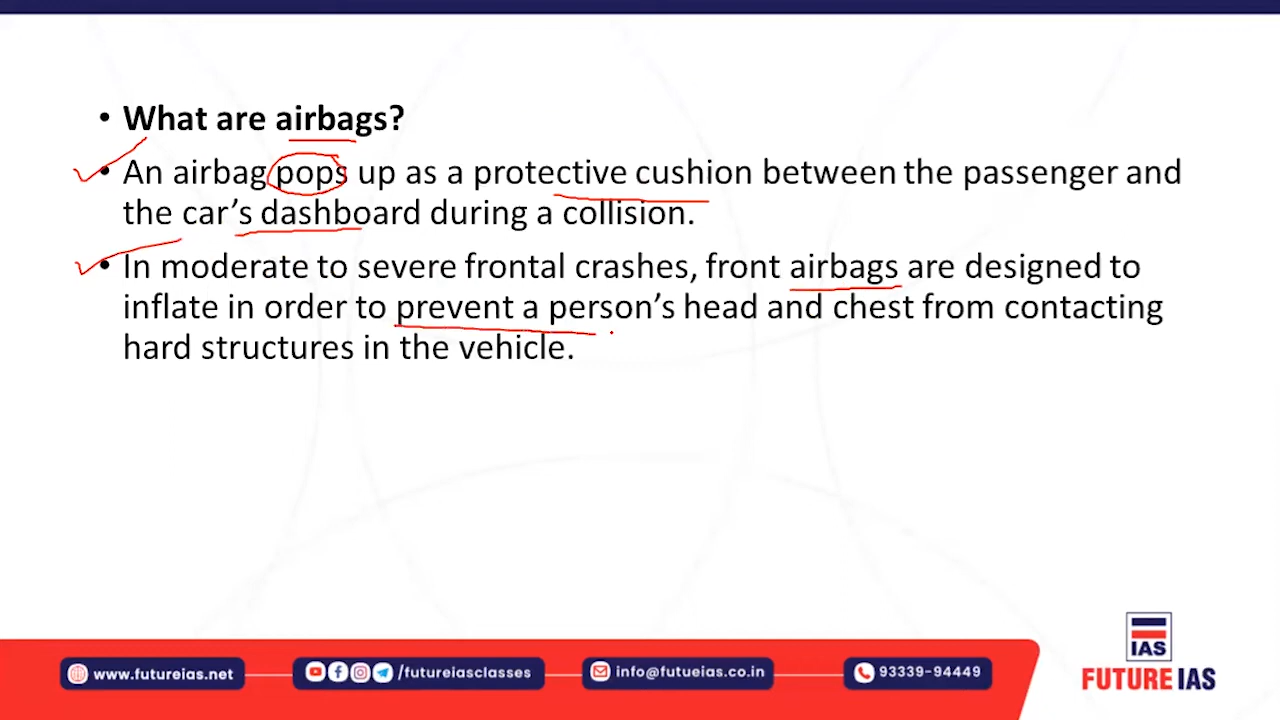 • What are airbags?
• An airbag pops up as a protective cushion between the passenger and
the car's dashboard during a collision.
• In moderate to severe frontal crashes, front airbags are designed to
inflate in order to prevent a person's head and chest from contacting
hard structures in the vehicle.
IAS
FUTURE IAS
www.futureias.net
/futureiasclasses
info@futueias.co.in
93339-94449